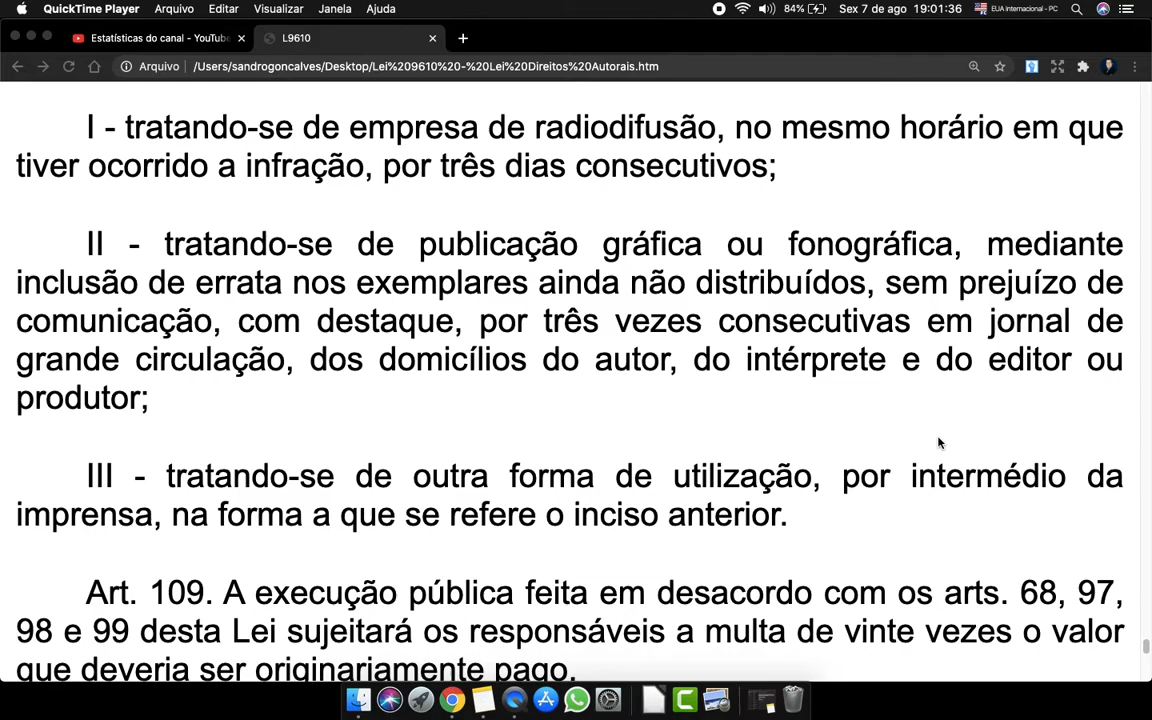 QuickTime Player Arquivo Editar Visualizar Janela Ajuda 84% Sex 7 de ago 19:01:36 EUA Internacional - PC
Estatísticas do canal - YouTube L9610
Arquivo /Users/sandrogoncalves/Desktop/Lei%209610%20-%20Lei%20Direitos%20Autorais.htm
I - tratando-se de empresa de radiodifusão, no mesmo horário em que
tiver ocorrido a infração, por três dias consecutivos;
II - tratando-se de publicação gráfica ou fonográfica, mediante
inclusão de errata nos exemplares ainda não distribuídos, sem prejuízo de
comunicação, com destaque, por três vezes consecutivas em jornal de
grande circulação, dos domicílios do autor, do intérprete e do editor ou
produtor;
III - tratando-se de outra forma de utilização, por intermédio da
imprensa, na forma a que se refere o inciso anterior.
Art. 109. A execução pública feita em desacordo com os arts. 68, 97,
98 e 99 desta Lei sujeitará os responsáveis a multa de vinte vezes o valor
que deveria ser originariamente pago.